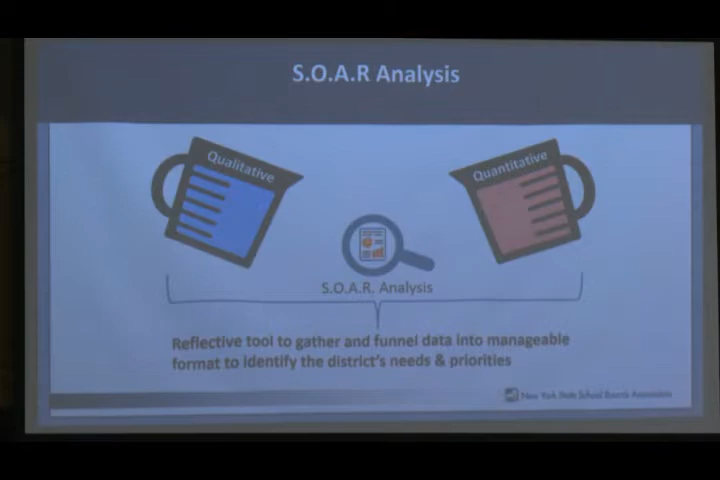 S.O.A.R Analysis
Qualitative
Quantitative
S.O.A.R. Analysis
Reflective tool to gather and funnel data into manageable
format to identify the district's needs & priorities
New York State School Boards Association